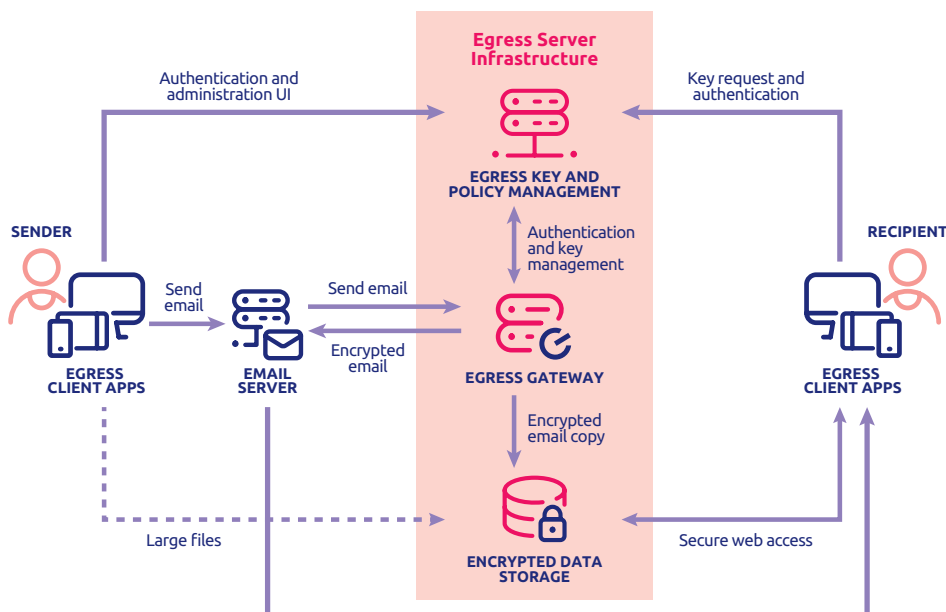 Egress Server
Infrastructure
Authentication and
administration UI
Key request and
authentication
EGRESS KEY AND
POLICY MANAGEMENT
SENDER
RECIPIENT
Authentication
and key
management
Send
email
Send email
Encrypted
email
EGRESS
CLIENT APPS
EMAIL
SERVER
EGRESS GATEWAY
EGRESS
CLIENT APPS
Encrypted
email copy
Large files
Secure web access
ENCRYPTED DATA
STORAGE